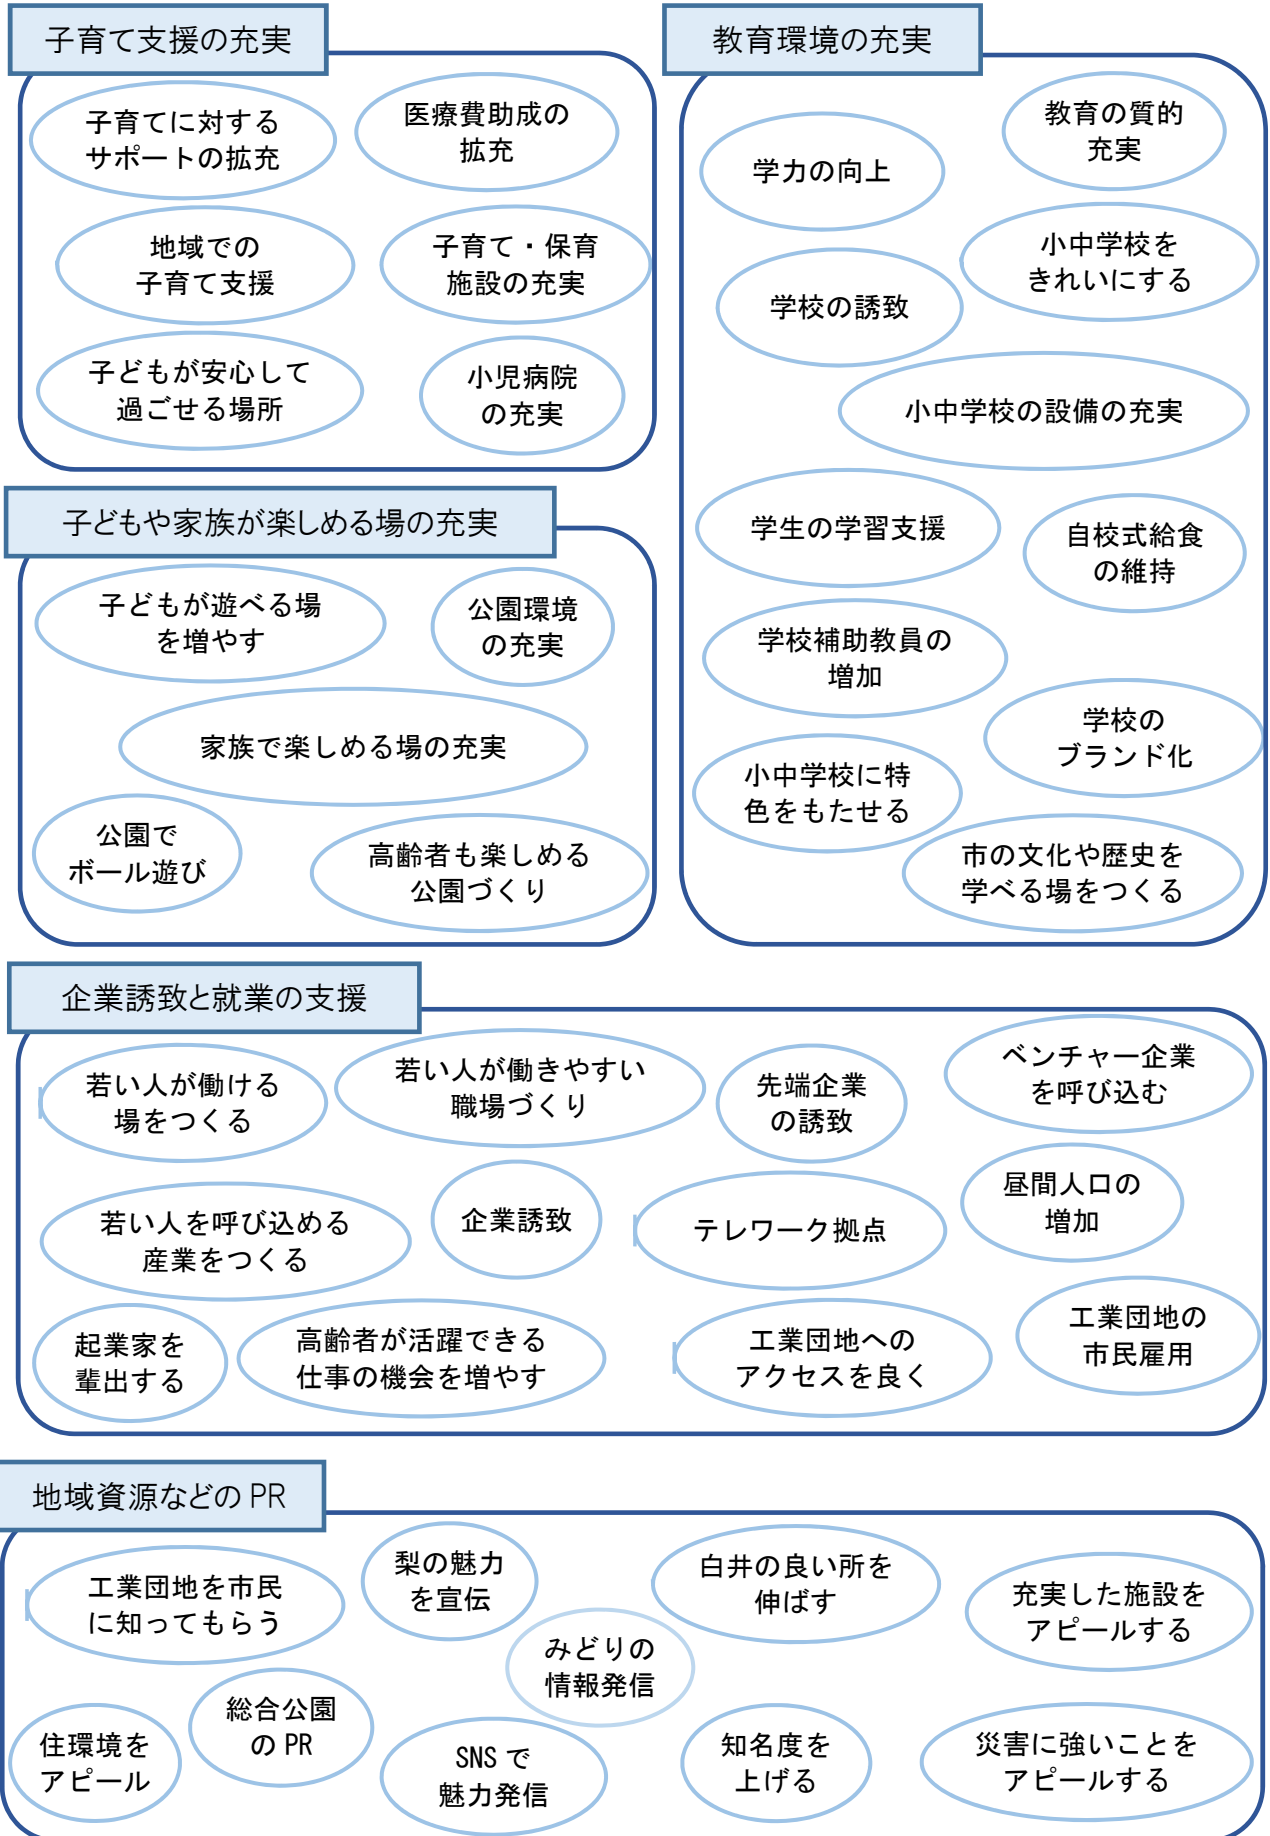 子育て支援の充実
子育てに対する
サポートの拡充
医療費助成の
拡充
地域での
子育て支援
子育て・保育
施設の充実
子どもが安心して
過ごせる場所
小児病院
の充実
教育環境の充実
教育の質的
充実
学力の向上
小中学校を
きれいにする
学校の誘致
小中学校の設備の充実
学生の学習支援
自校式給食
の維持
学校補助教員の
増加
学校の
ブランド化
小中学校に特
色をもたせる
市の文化や歴史を
学べる場をつくる
子どもや家族が楽しめる場の充実
子どもが遊べる場
を増やす
公園環境
の充実
家族で楽しめる場の充実
公園で
ボール遊び
高齢者も楽しめる
公園づくり
企業誘致と就業の支援
若い人が働ける
場をつくる
若い人が働きやすい
職場づくり
先端企業
の誘致
ベンチャー企業
を呼び込む
若い人を呼び込める
産業をつくる
企業誘致
テレワーク拠点
昼間人口の
増加
起業家を
輩出する
高齢者が活躍できる
仕事の機会を増やす
工業団地への
アクセスを良く
工業団地の
市民雇用
地域資源などの PR
工業団地を市民
に知ってもらう
梨の魅力
を宣伝
白井の良い所を
伸ばす
充実した施設を
アピールする
みどりの
情報発信
住環境を
アピール
総合公園
の PR
SNS で
魅力発信
知名度を
上げる
災害に強いことを
アピールする